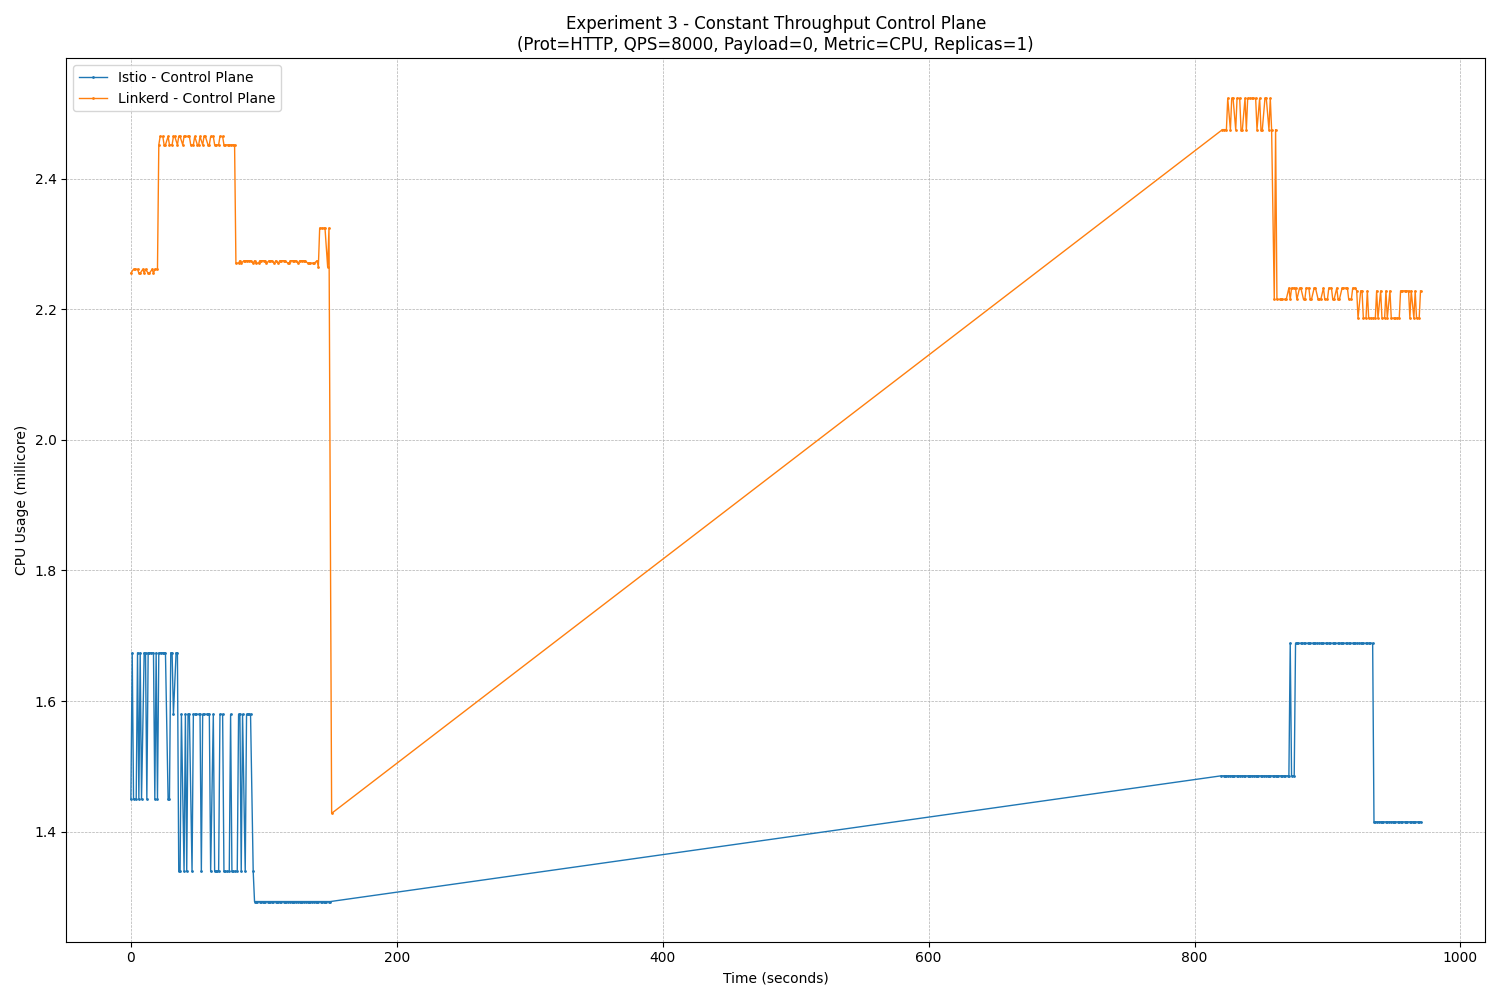 Experiment 3 - Constant Throughput Control Plane
(Prot=HTTP, QPS=8000, Payload=0, Metric=CPU, Replicas=1)
Istio - Control Plane
Linkerd - Control Plane
CPU Usage (millicore)
2.4
2.2
2.0
1.8
1.6
1.4
0
200
400
600
800
1000
Time (seconds)